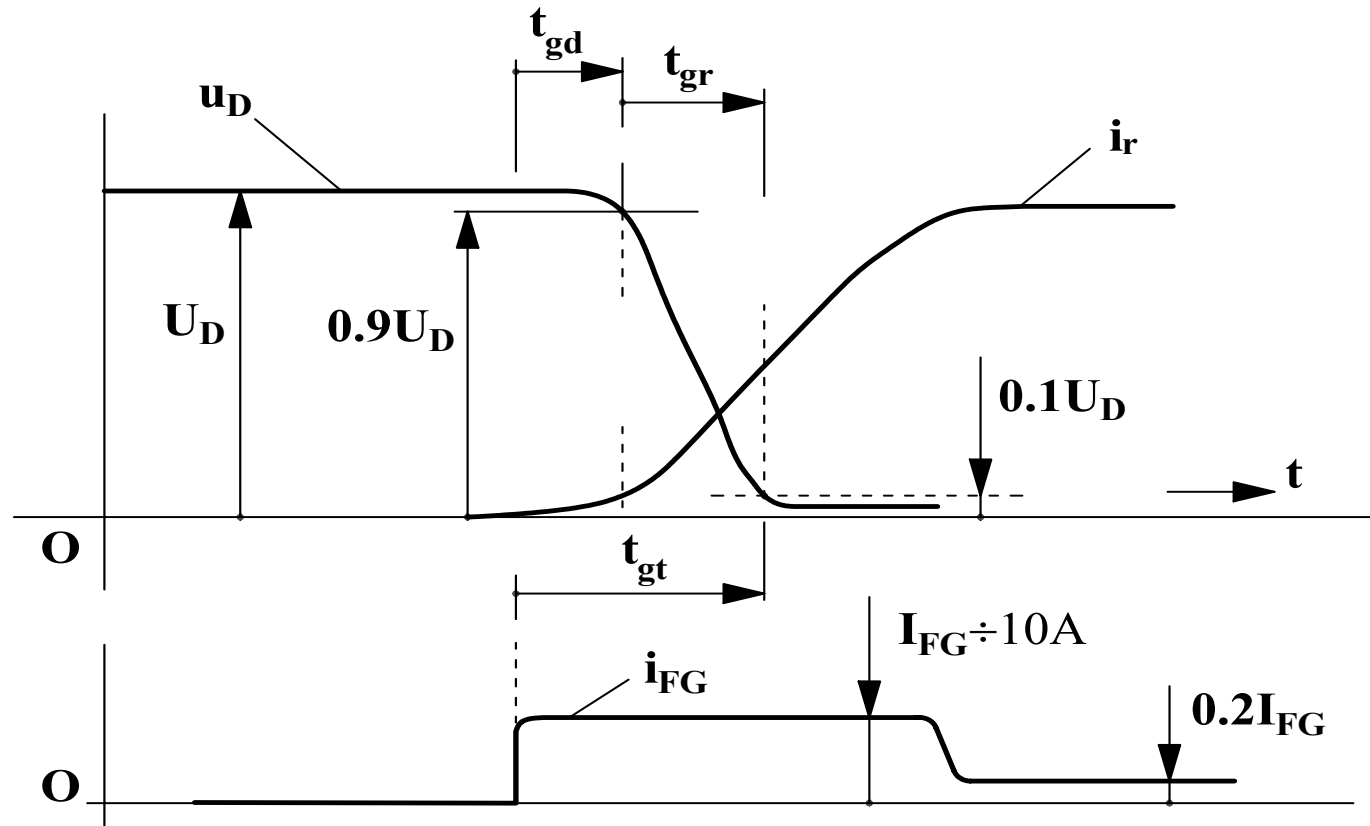 t_gd
t_gr
u_D
i_r
U_D
0.9U_D
0.1U_D
t
O
t_gt
I_FG÷10A
i_FG
0.2I_FG
O